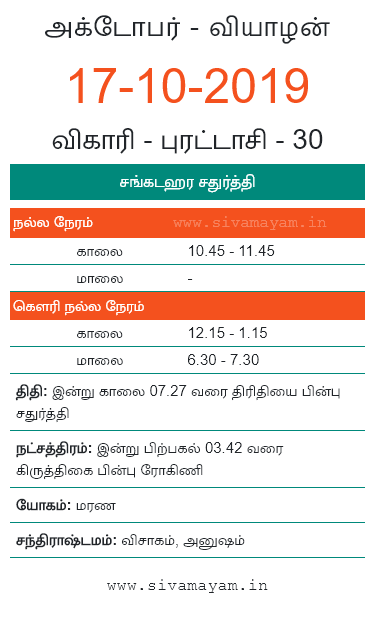 அக்டோபர் - வியாழன்
17-10-2019
விகாரி - புரட்டாசி - 30
சங்கடஹர சதுர்த்தி
நல்ல நேரம் www.sivamayam.in
காலை 10.45 - 11.45
மாலை -
கௌரி நல்ல நேரம்
காலை 12.15 - 1.15
மாலை 6.30 - 7.30
திதி: இன்று காலை 07.27 வரை திரிதியை பின்பு
சதுர்த்தி
நட்சத்திரம்: இன்று பிற்பகல் 03.42 வரை
கிருத்திகை பின்பு ரோகிணி
யோகம்: மரண
சந்திராஷ்டமம்: விசாகம், அனுஷம்
www.sivamayam.in